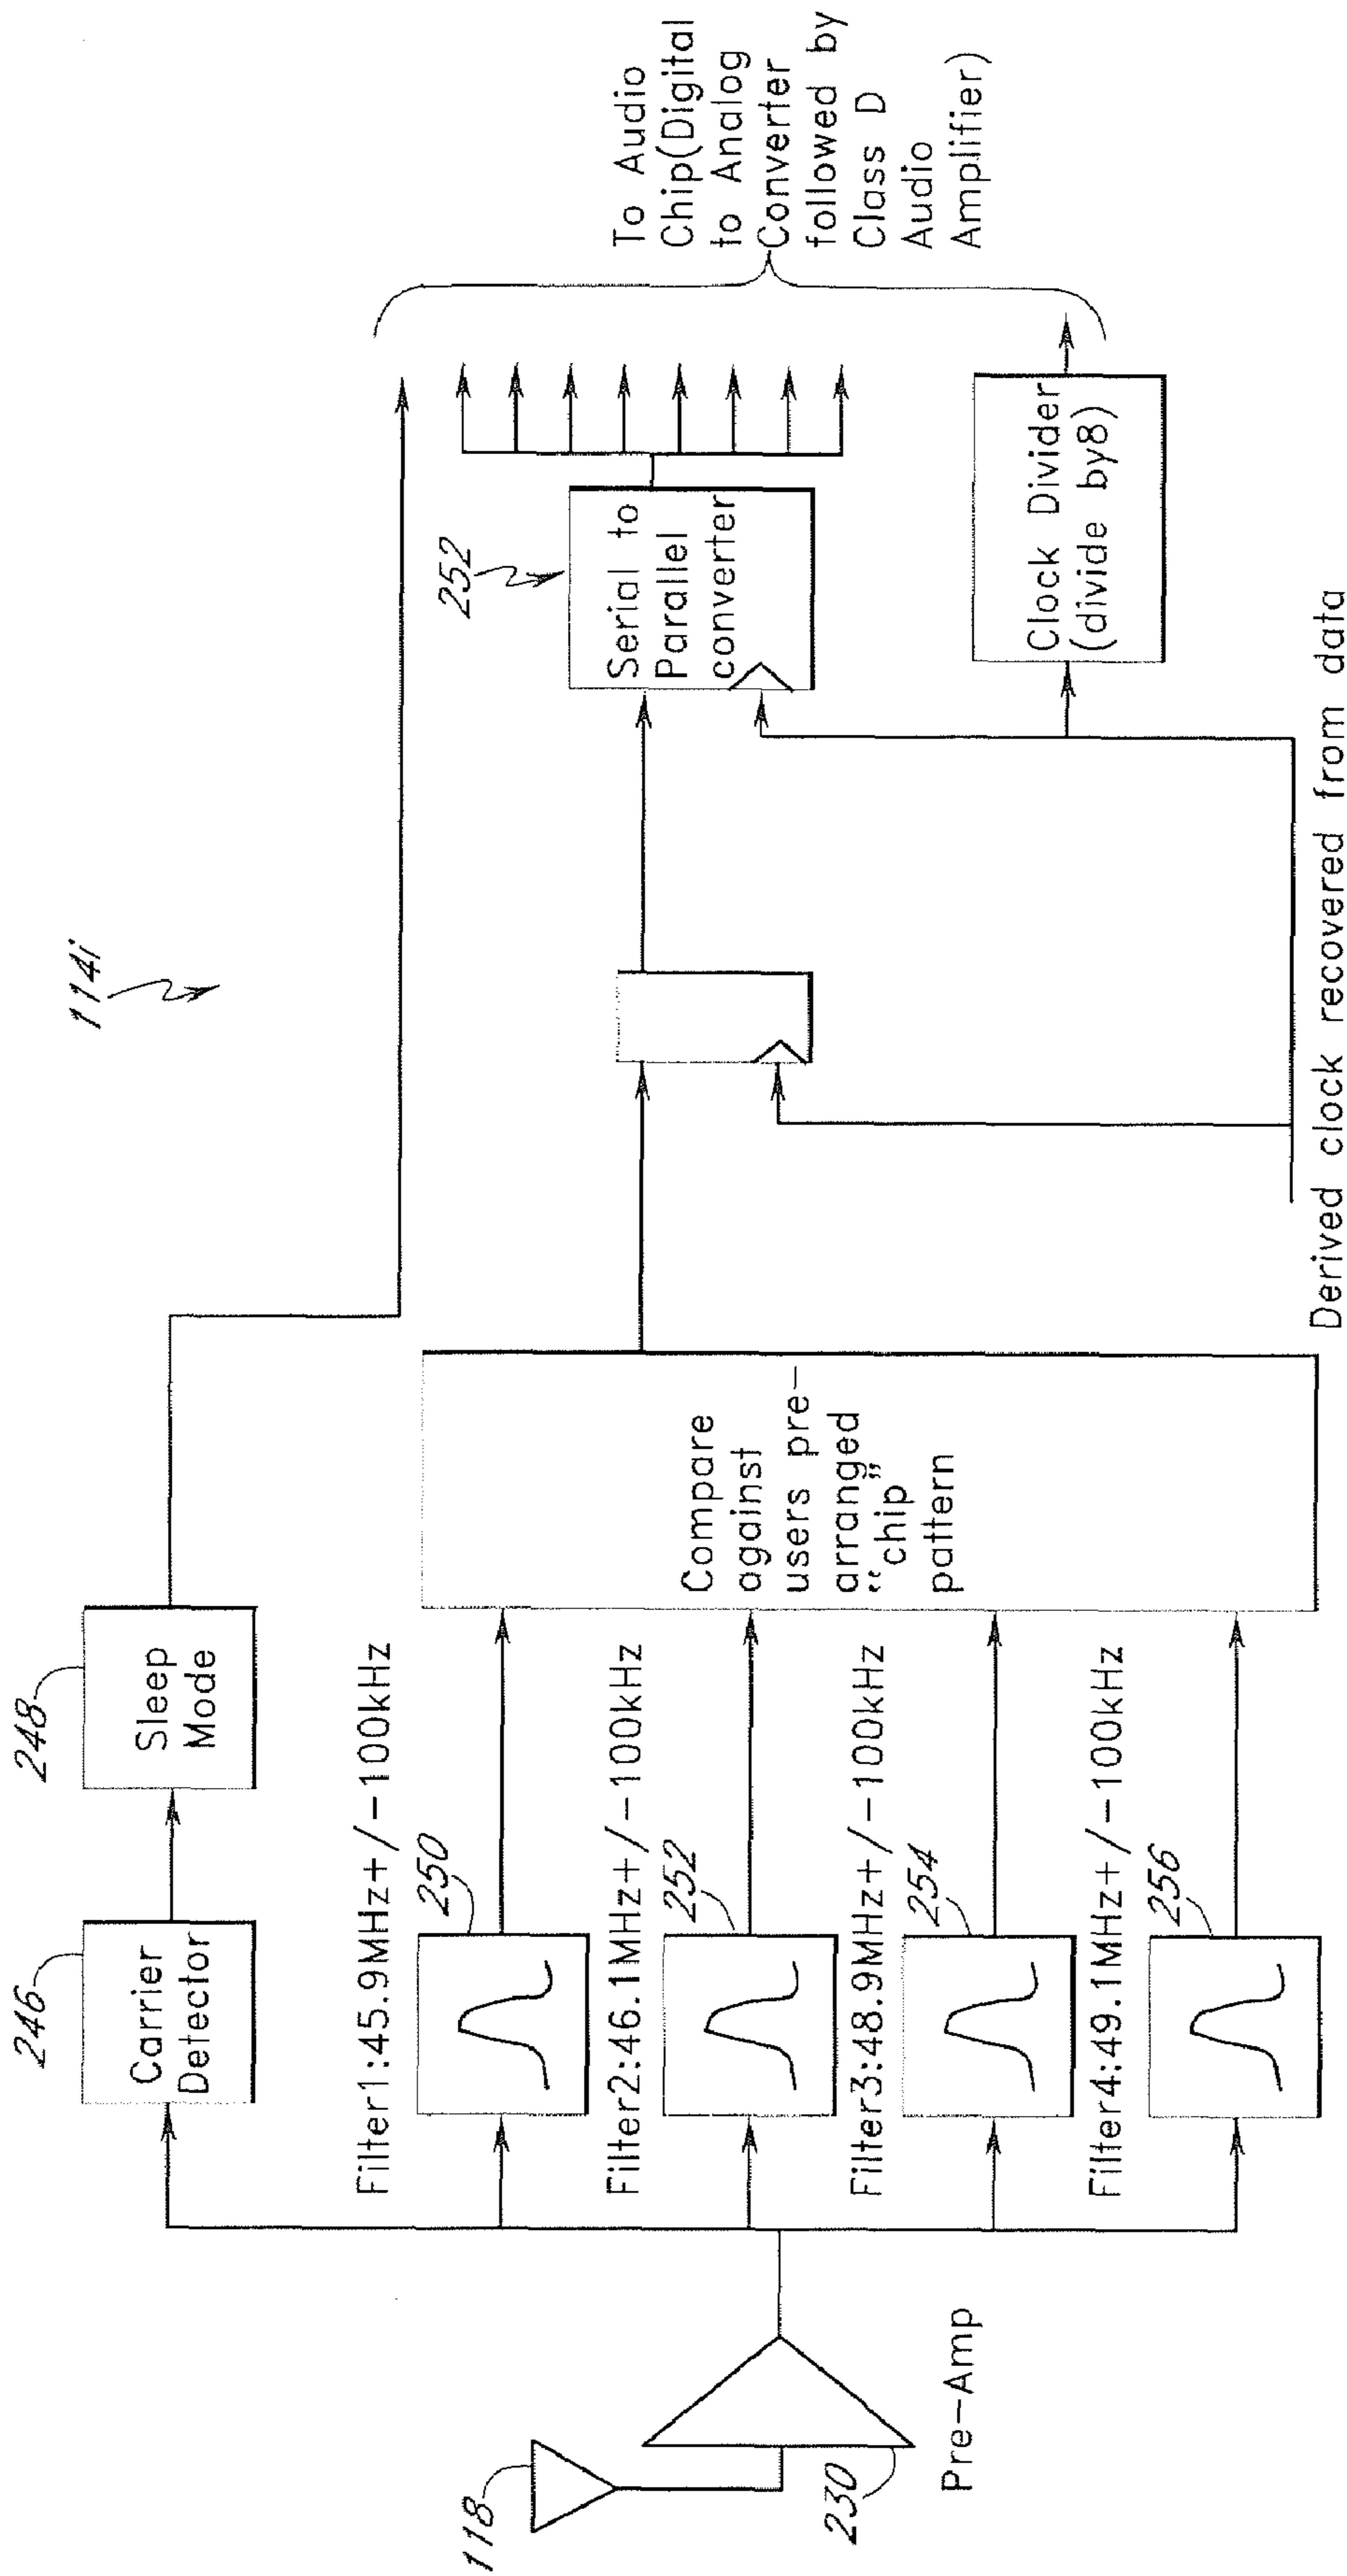 114i
246
Carrier
Detector
248
Sleep
Mode
Filter1:45.9MHz+/-100kHz
250
Filter2:46.1MHz+/-100kHz
252
Filter3:48.9MHz+/-100kHz
254
Filter4:49.1MHz+/-100kHz
256
118
230
Pre-Amp
Compare
against
users pre-
arranged
"chip"
pattern
252
Serial to
Parallel
converter
Clock Divider
(divide by8)
Derived clock recovered from data
To Audio
Chip(Digital
to Analog
Converter
followed by
Class D
Audio
Amplifier)